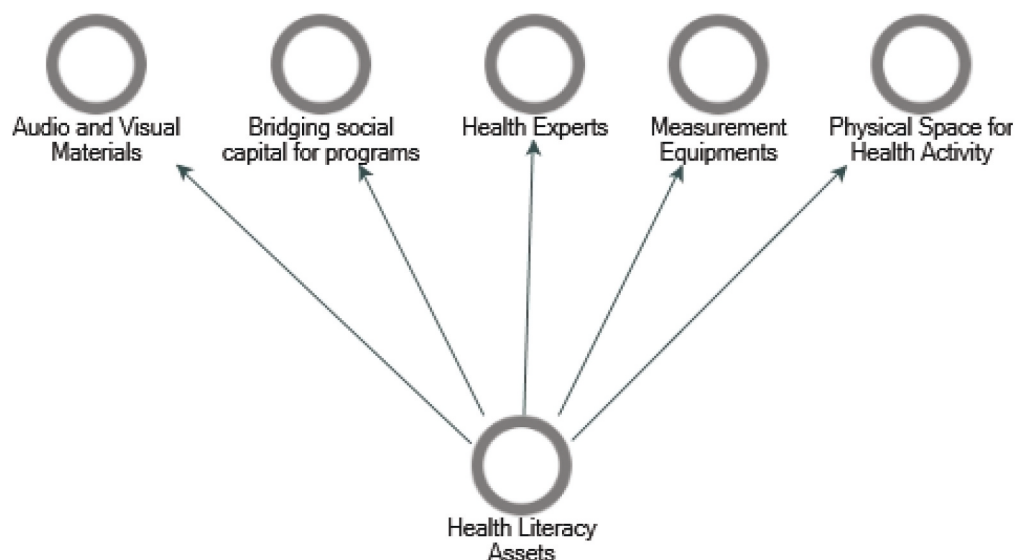 Audio and Visual
Materials
Bridging social
capital for programs
Health Experts
Measurement
Equipments
Physical Space for
Health Activity
Health Literacy
Assets